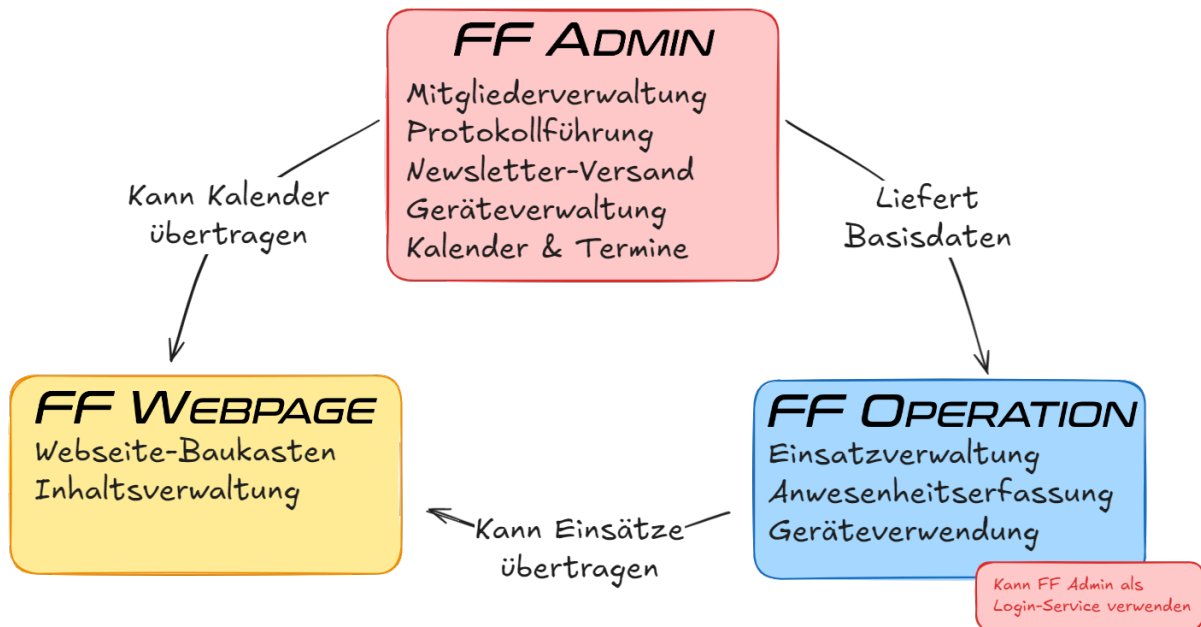 FF ADMIN
Mitgliederverwaltung
Protokollführung
Newsletter-Versand
Geräteverwaltung
Kalender & Termine
Kann Kalender
übertragen
Liefert
Basisdaten
FF WEBPAGE
Webseite-Baukasten
Inhaltsverwaltung
FF OPERATION
Einsatzverwaltung
Anwesenheitserfassung
Geräteverwendung
Kann Einsätze
übertragen
Kann FF Admin als
Login-Service verwenden